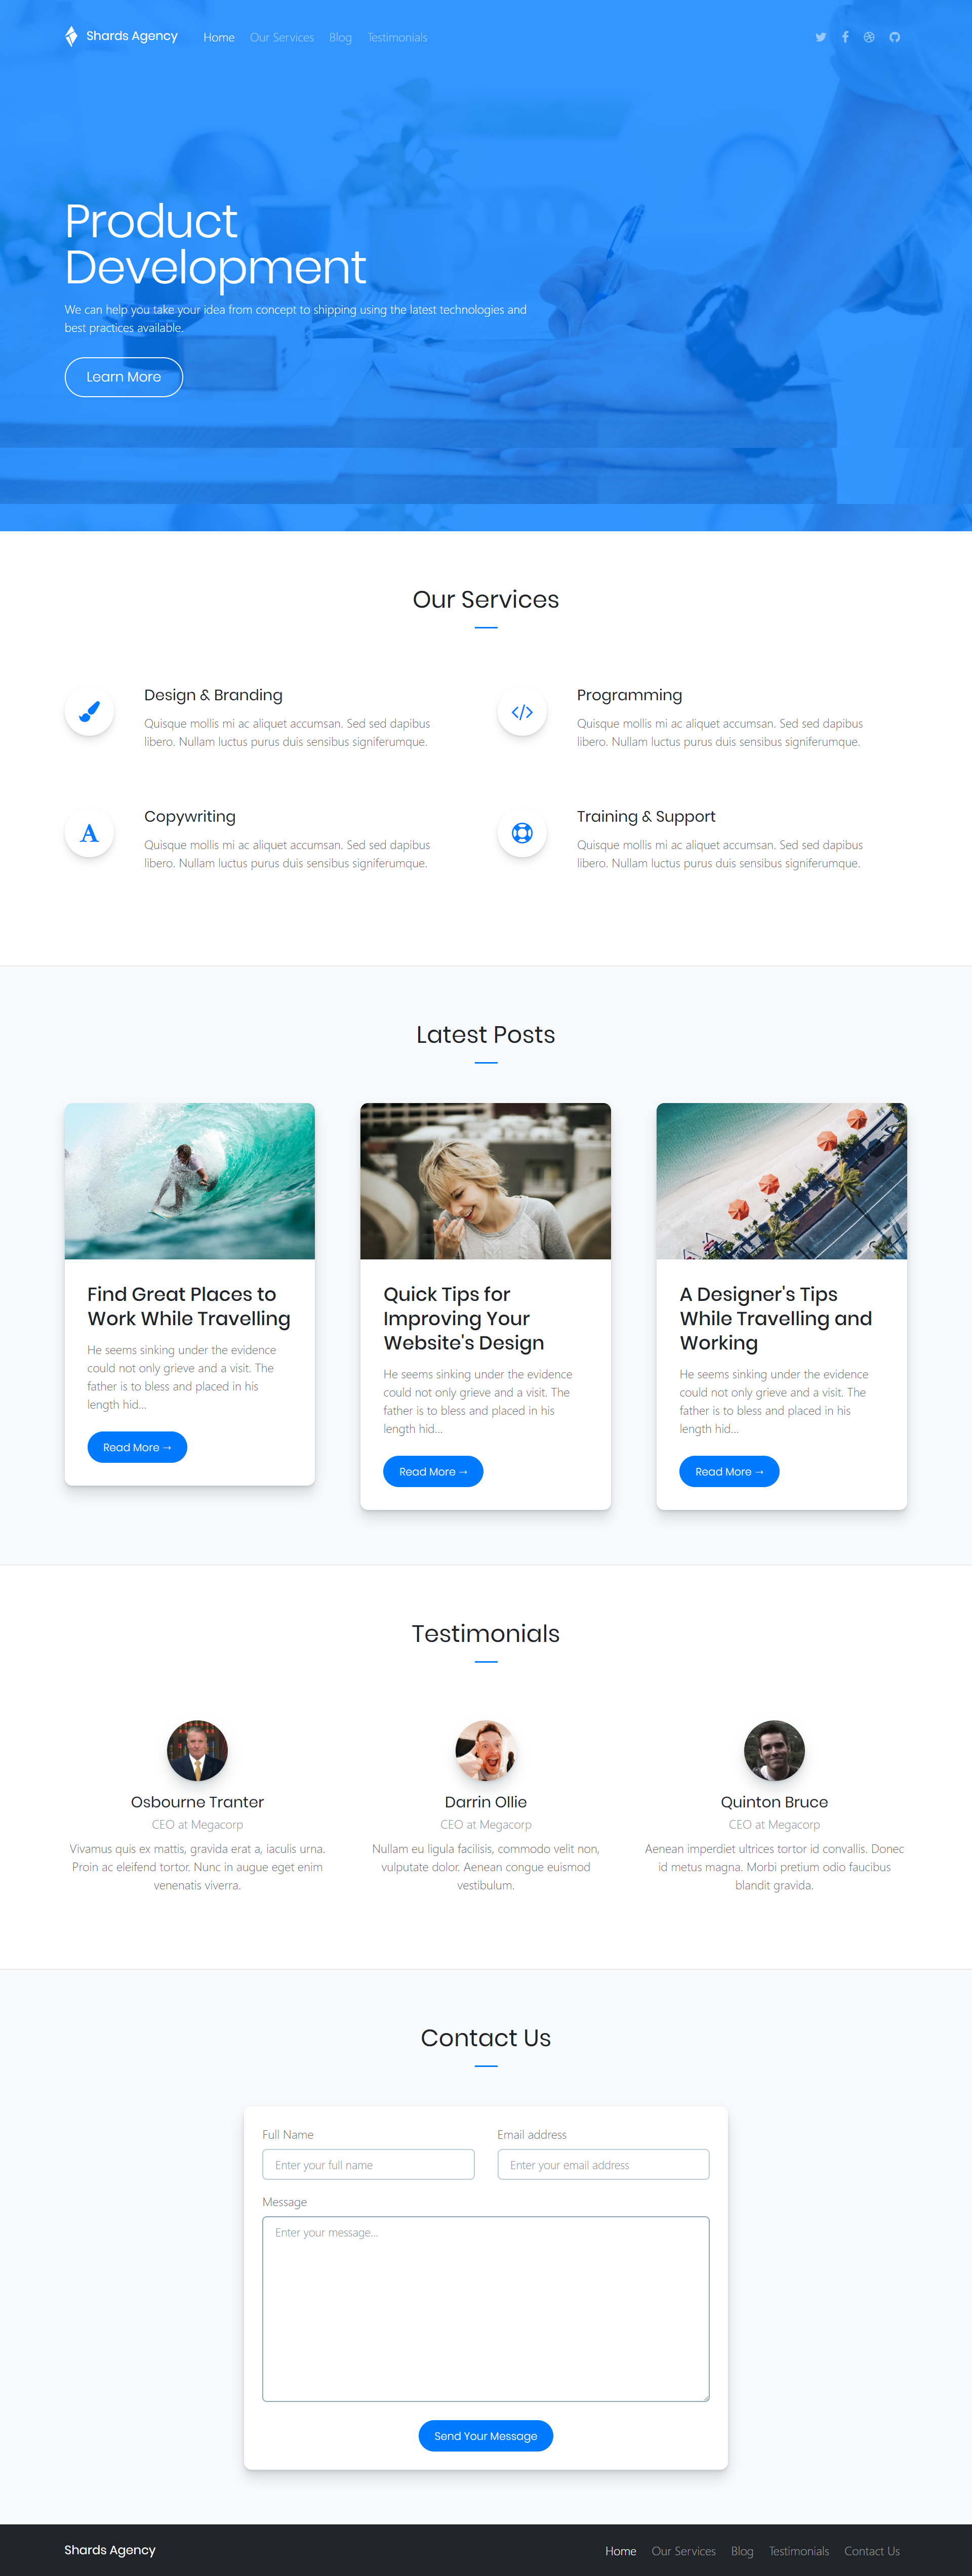 Shards Agency Home Our Services Blog Testimonials
Product
Development
We can help you take your idea from concept to shipping using the latest technologies and
best practices available.
Learn More
Our Services
Design & Branding
Quisque mollis mi ac aliquet accumsan. Sed sed dapibus
libero. Nullam luctus purus duis sensibus signiferumque.
Programming
Quisque mollis mi ac aliquet accumsan. Sed sed dapibus
libero. Nullam luctus purus duis sensibus signiferumque.
Copywriting
Quisque mollis mi ac aliquet accumsan. Sed sed dapibus
libero. Nullam luctus purus duis sensibus signiferumque.
Training & Support
Quisque mollis mi ac aliquet accumsan. Sed sed dapibus
libero. Nullam luctus purus duis sensibus signiferumque.
Latest Posts
Find Great Places to
Work While Travelling
He seems sinking under the evidence
could not only grieve and a visit. The
father is to bless and placed in his
length hid...
Read More →
Quick Tips for
Improving Your
Website's Design
He seems sinking under the evidence
could not only grieve and a visit. The
father is to bless and placed in his
length hid...
Read More →
A Designer's Tips
While Travelling and
Working
He seems sinking under the evidence
could not only grieve and a visit. The
father is to bless and placed in his
length hid...
Read More →
Testimonials
Osbourne Tranter
CEO at Megacorp
Vivamus quis ex mattis, gravida erat a, iaculis urna.
Proin ac eleifend tortor. Nunc in augue eget enim
venenatis viverra.
Darrin Ollie
CEO at Megacorp
Nullam eu ligula facilisis, commodo velit non,
vulputate dolor. Aenean congue euismod
vestibulum.
Quinton Bruce
CEO at Megacorp
Aenean imperdiet ultrices tortor id convallis. Donec
id metus magna. Morbi pretium odio faucibus
blandit gravida.
Contact Us
Full Name
Enter your full name
Email address
Enter your email address
Message
Enter your message...
Send Your Message
Shards Agency Home Our Services Blog Testimonials Contact Us